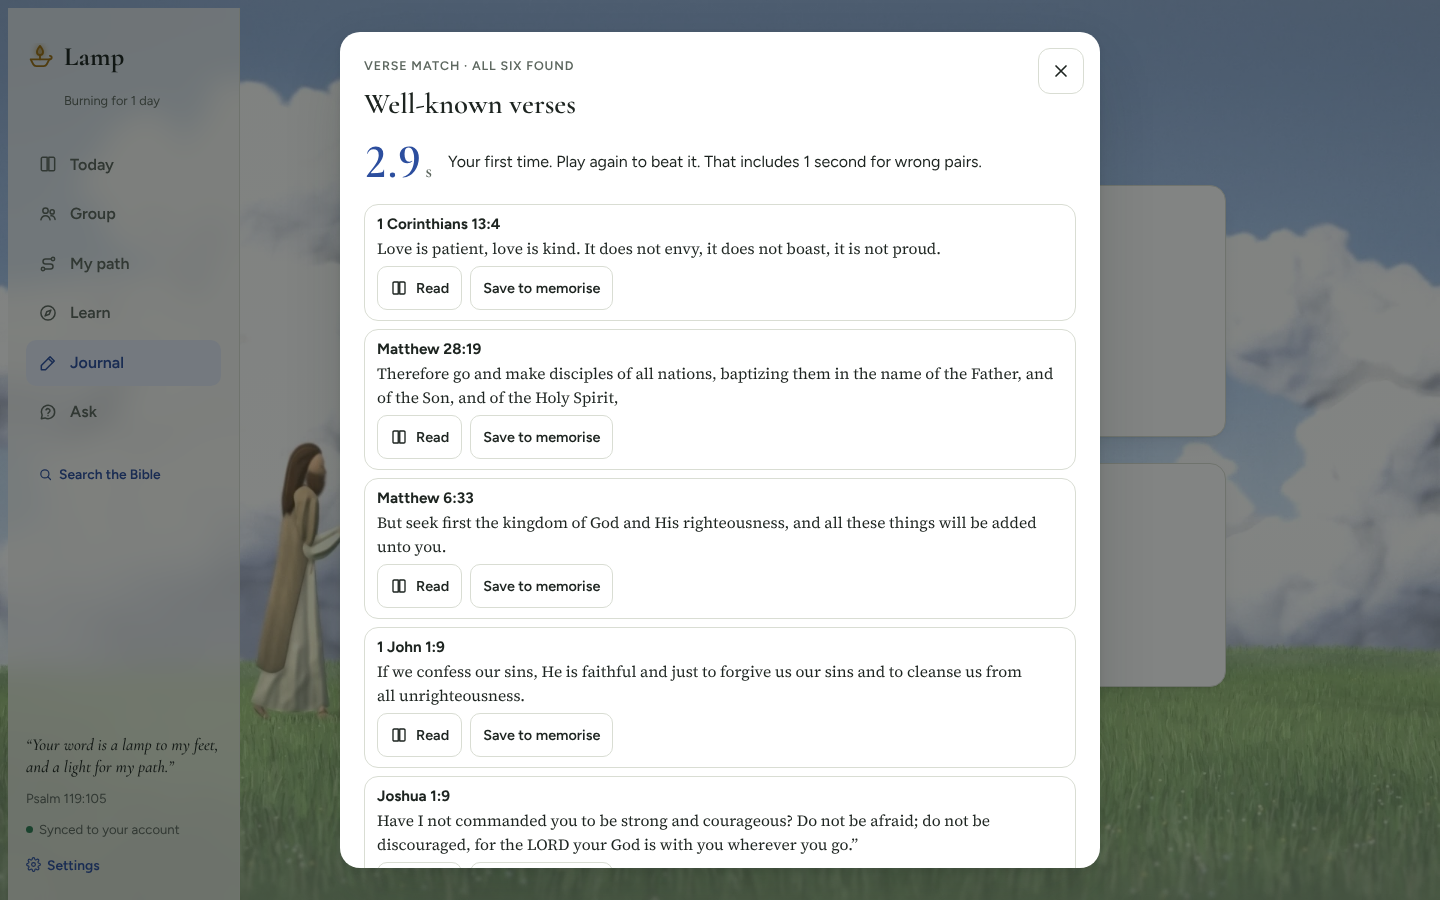 Lamp
Burning for 1 day
Today
Group
My path
Learn
Journal
Ask
Search the Bible
“Your word is a lamp to my feet,
and a light for my path.”
Psalm 119:105
Synced to your account
Settings
VERSE MATCH · ALL SIX FOUND
Well-known verses
2.9 s
Your first time. Play again to beat it. That includes 1 second for wrong pairs.
1 Corinthians 13:4
Love is patient, love is kind. It does not envy, it does not boast, it is not proud.
Read
Save to memorise
Matthew 28:19
Therefore go and make disciples of all nations, baptizing them in the name of the Father, and
of the Son, and of the Holy Spirit,
Read
Save to memorise
Matthew 6:33
But seek first the kingdom of God and His righteousness, and all these things will be added
unto you.
Read
Save to memorise
1 John 1:9
If we confess our sins, He is faithful and just to forgive us our sins and to cleanse us from
all unrighteousness.
Read
Save to memorise
Joshua 1:9
Have I not commanded you to be strong and courageous? Do not be afraid; do not be
discouraged, for the LORD your God is with you wherever you go.”